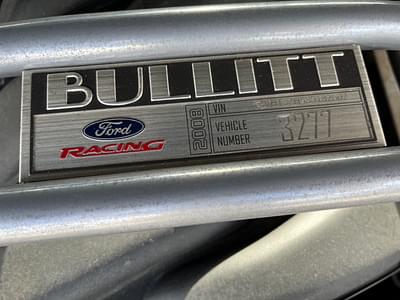 BULLITT
Ford
RACING
2008
VIN
VEHICLE
NUMBER
3277